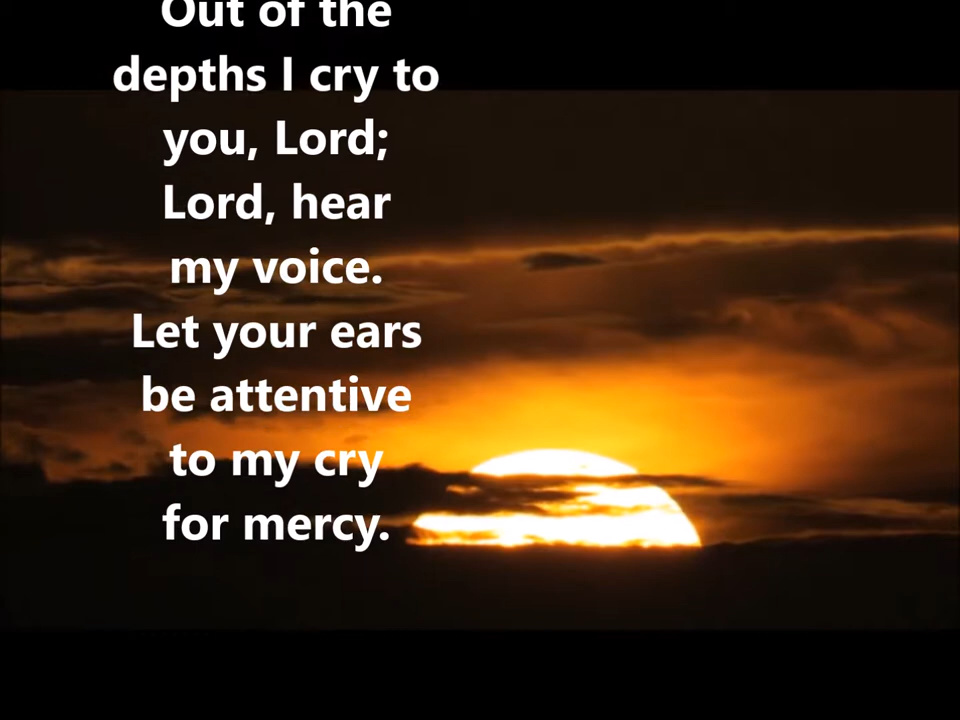 Out of the
depths I cry to
you, Lord;
Lord, hear
my voice.
Let your ears
be attentive
to my cry
for mercy.